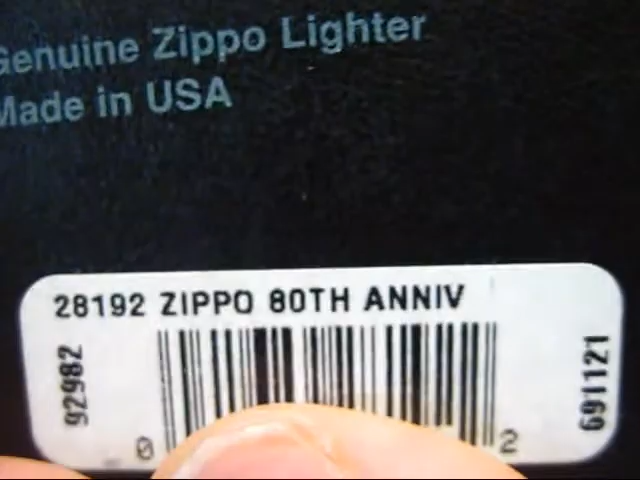 Genuine Zippo Lighter
Made in USA
28192 ZIPPO 80TH ANNIV
92982
691121
0 2